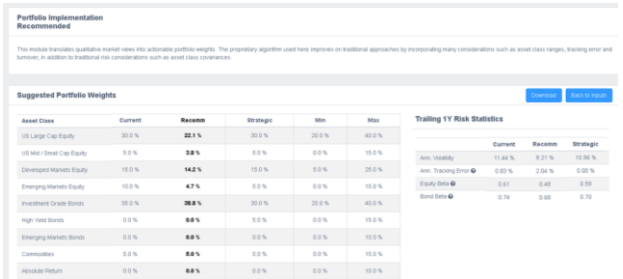 Portfolio Implementation
Recommended
This module translates qualitative market views into actionable portfolio weights. The proprietary algorithm used here improves on traditional approaches by incorporating many considerations such as asset class ranges, tracking error and
turnover, in addition to traditional risk considerations such as asset class covariances.
Suggested Portfolio Weights
Download
Back to Inputs
Asset Class Current Recomm Strategic Min Max
US Large Cap Equity 30.0 % 22.1 % 30.0 % 20.0 % 40.0 %
US Mid / Small Cap Equity 5.0 % 3.8 % 5.0 % 0.0 % 15.0 %
Developed Markets Equity 15.0 % 14.2 % 15.0 % 5.0 % 25.0 %
Emerging Markets Equity 10.0 % 4.7 % 10.0 % 0.0 % 15.0 %
Investment Grade Bonds 35.0 % 38.8 % 30.0 % 20.0 % 40.0 %
High Yield Bonds 0.0 % 0.0 % 5.0 % 0.0 % 15.0 %
Emerging Markets Bonds 0.0 % 0.0 % 0.0 % 0.0 % 10.0 %
Commodities 5.0 % 5.0 % 5.0 % 0.0 % 15.0 %
Absolute Return 0.0 % 0.0 % 0.0 % 0.0 % 10.0 %
Trailing 1Y Risk Statistics
Current Recomm Strategic
Ann. Volatility 11.44 % 9.21 % 10.96 %
Ann. Tracking Error 0.83 % 2.04 % 0.00 %
Equity Beta 0.61 0.48 0.59
Bond Beta 0.74 0.68 0.70